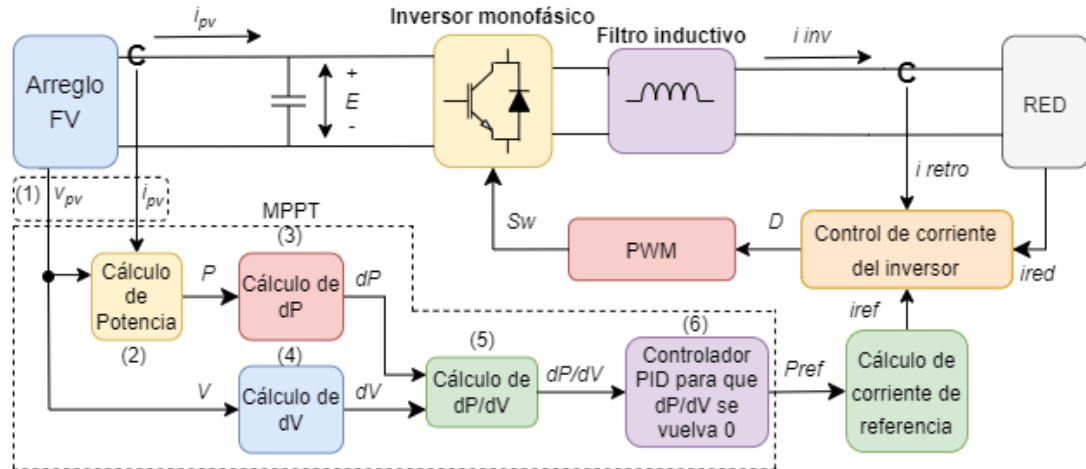 i_pv
Inversor monofásico
Filtro inductivo
i inv
Arreglo
FV
C
+
E
-
C
RED
(1)
v_pv
i_pv
MPPT
i retro
Sw
PWM
D
Control de corriente
del inversor
ired
iref
(3)
Cálculo
de
Potencia
(2)
P
Cálculo de
dP
dP
(4)
V
Cálculo de
dV
dV
(5)
Cálculo de
dP/dV
dP/dV
(6)
Controlador
PID para que
dP/dV se
vuelva 0
Pref
Cálculo de
corriente de
referencia